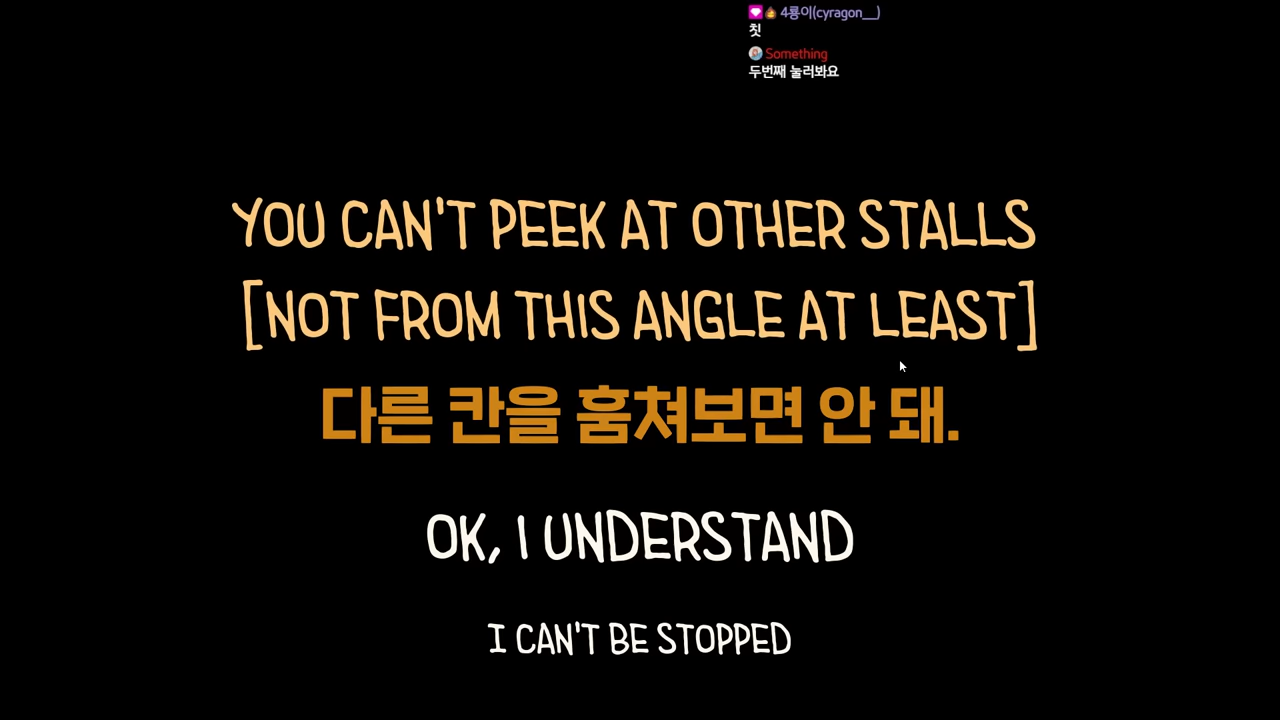 4룡이(cyragon__)
칫
Something
두번째 눌러봐요
YOU CAN'T PEEK AT OTHER STALLS
[NOT FROM THIS ANGLE AT LEAST]
다른 칸을 훔쳐보면 안 돼.
OK, I UNDERSTAND
I CAN'T BE STOPPED